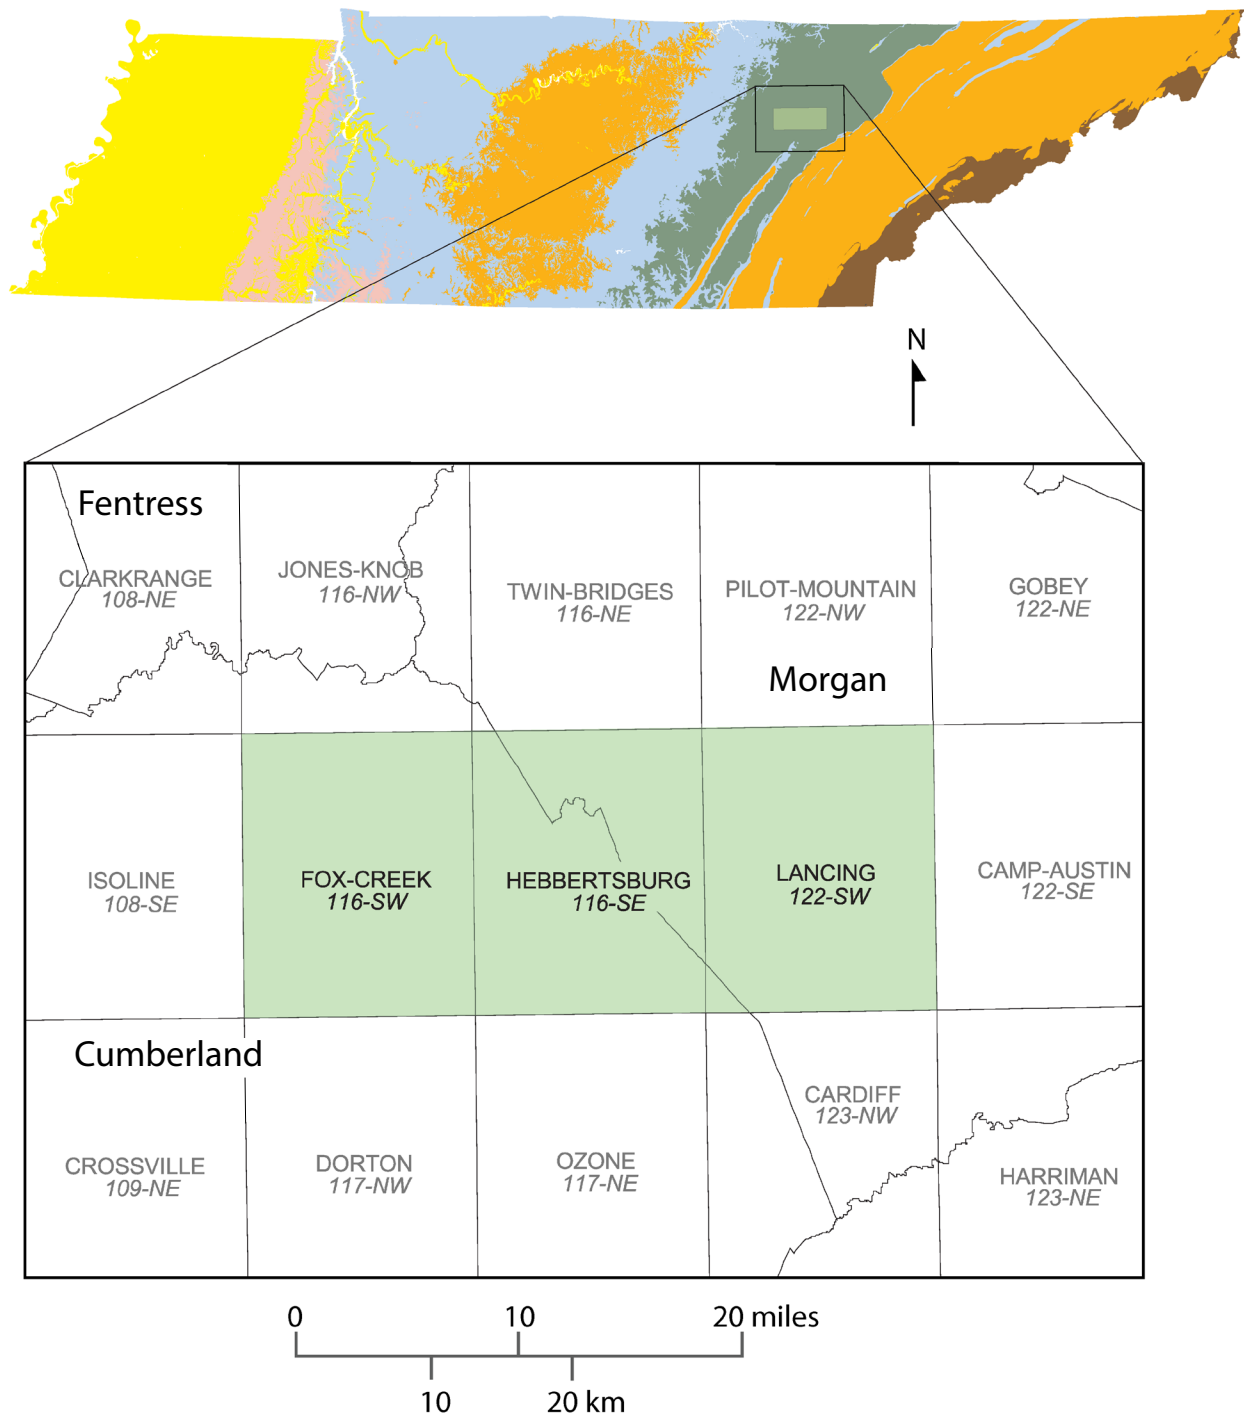 N
Fentress
CLARKRANGE
108-NE
JONES-KNOB
116-NW
TWIN-BRIDGES
116-NE
PILOT-MOUNTAIN
122-NW
GOBEY
122-NE
Morgan
ISOLINE
108-SE
FOX-CREEK
116-SW
HEBBERTSBURG
116-SE
LANCING
122-SW
CAMP-AUSTIN
122-SE
Cumberland
CROSSVILLE
109-NE
DORTON
117-NW
OZONE
117-NE
CARDIFF
123-NW
HARRIMAN
123-NE
0 10 20 miles
10 20 km